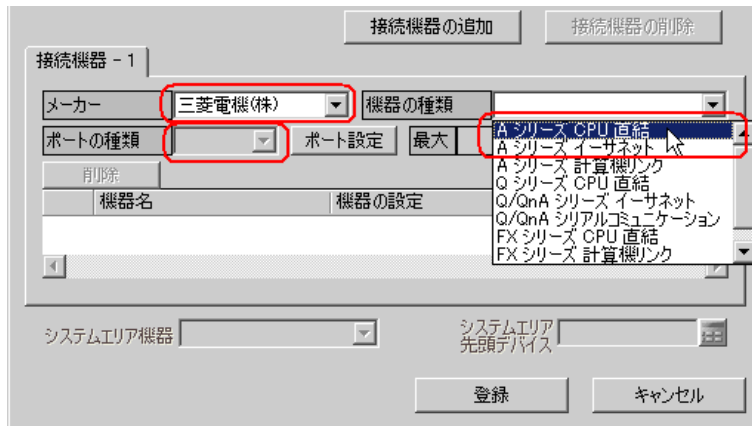 接続機器の追加
接続機器の削除
接続機器 - 1
メーカー
三菱電機(株)
機器の種類
ポートの種類
ポート設定
最大
A シリーズ CPU 直結
A シリーズ イーサネット
A シリーズ 計算機リンク
Q シリーズ CPU 直結
Q/QnA シリーズ イーサネット
Q/QnA シリアルコミュニケーション
FX シリーズ CPU 直結
FX シリーズ 計算機リンク
削除
機器名
機器の設定
システムエリア機器
システムエリア
先頭デバイス
登録
キャンセル